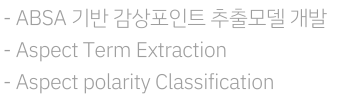 - ABSA 기반 감상포인트 추출모델 개발
- Aspect Term Extraction
- Aspect polarity Classification